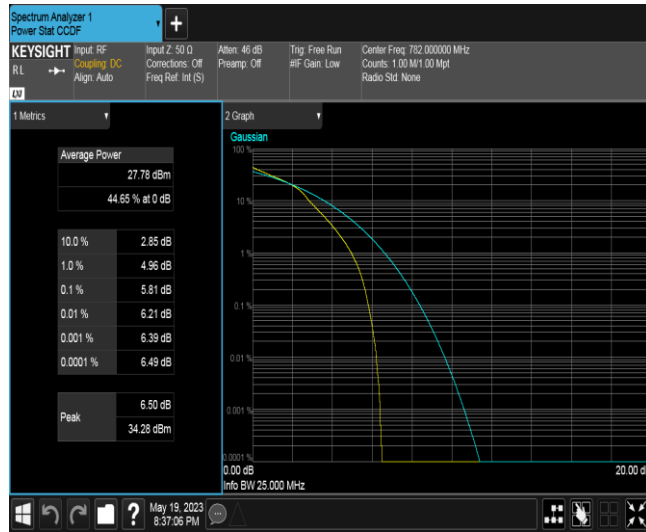 Spectrum Analyzer 1
Power Stat CCDF
+
KEYSIGHT
RL
LXI
Input: RF
Coupling: DC
Align: Auto
Input Z: 50 Ω
Corrections: Off
Freq Ref: Int (S)
Atten: 46 dB
Preamp: Off
Trig: Free Run
#IF Gain: Low
Center Freq: 782.000000 MHz
Counts: 1.00 M/1.00 Mpt
Radio Std: None
1 Metrics
Average Power
27.78 dBm
44.65 % at 0 dB
10.0 % 2.85 dB
1.0 % 4.96 dB
0.1 % 5.81 dB
0.01 % 6.21 dB
0.001 % 6.39 dB
0.0001 % 6.49 dB
Peak
6.50 dB
34.28 dBm
2 Graph
Gaussian
100 %
10 %
1 %
0.1 %
0.01 %
0.001 %
0.0001 %
0.00 dB
20.00 d
Info BW 25.000 MHz
?
May 19, 2023
8:37:06 PM